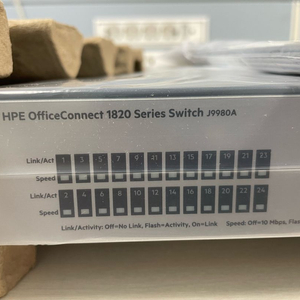 HPE OfficeConnect 1820 Series Switch J9980A
Link/Act 1 3 5 7 9 11 13 15 17 19 21 23
Speed
Link/Act 2 4 6 8 10 12 14 16 18 20 22 24
Speed
Link/Activity: Off=No Link, Flash=Activity, On=Link Speed: Off=10 Mbps, Flas